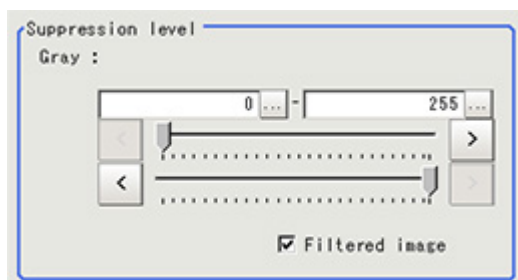 Suppression level
Gray :
0 ... - 255 ...
< >
< >
Filtered image